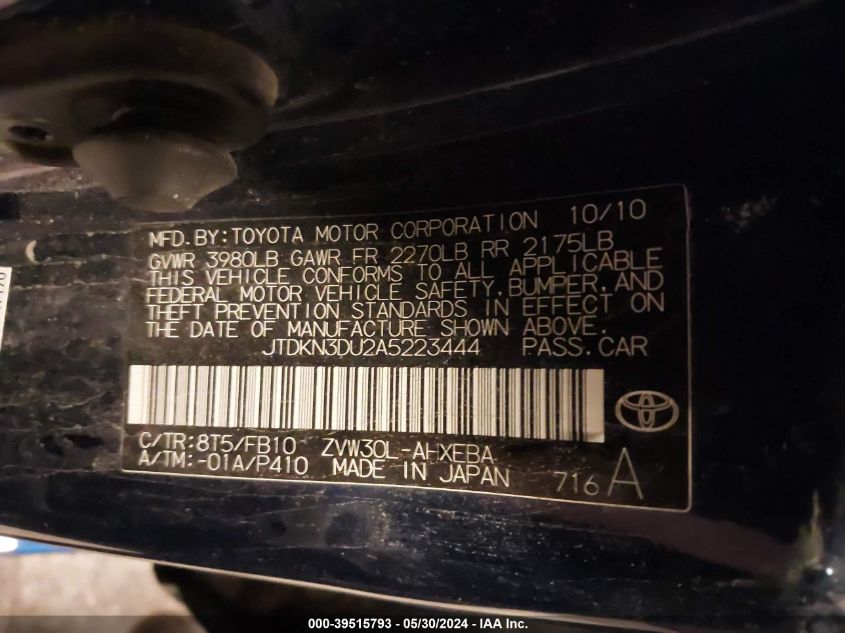 MFD.BY:TOYOTA MOTOR CORPORATION 10/10
GVWR 3980LB GAWR FR 2270LB RR 2175LB
THIS VEHICLE CONFORMS TO ALL APPLICABLE
FEDERAL MOTOR VEHICLE SAFETY, BUMPER, AND
THEFT PREVENTION STANDARDS IN EFFECT ON
THE DATE OF MANUFACTURE SHOWN ABOVE.
JTDKN3DU2A5223444 PASS.CAR
C/TR:8T5/FB10 ZVW30L-AHXEBA
A/TM:-01A/P410 MADE IN JAPAN
716 A
000-39515793 - 05/30/2024 - IAA Inc.